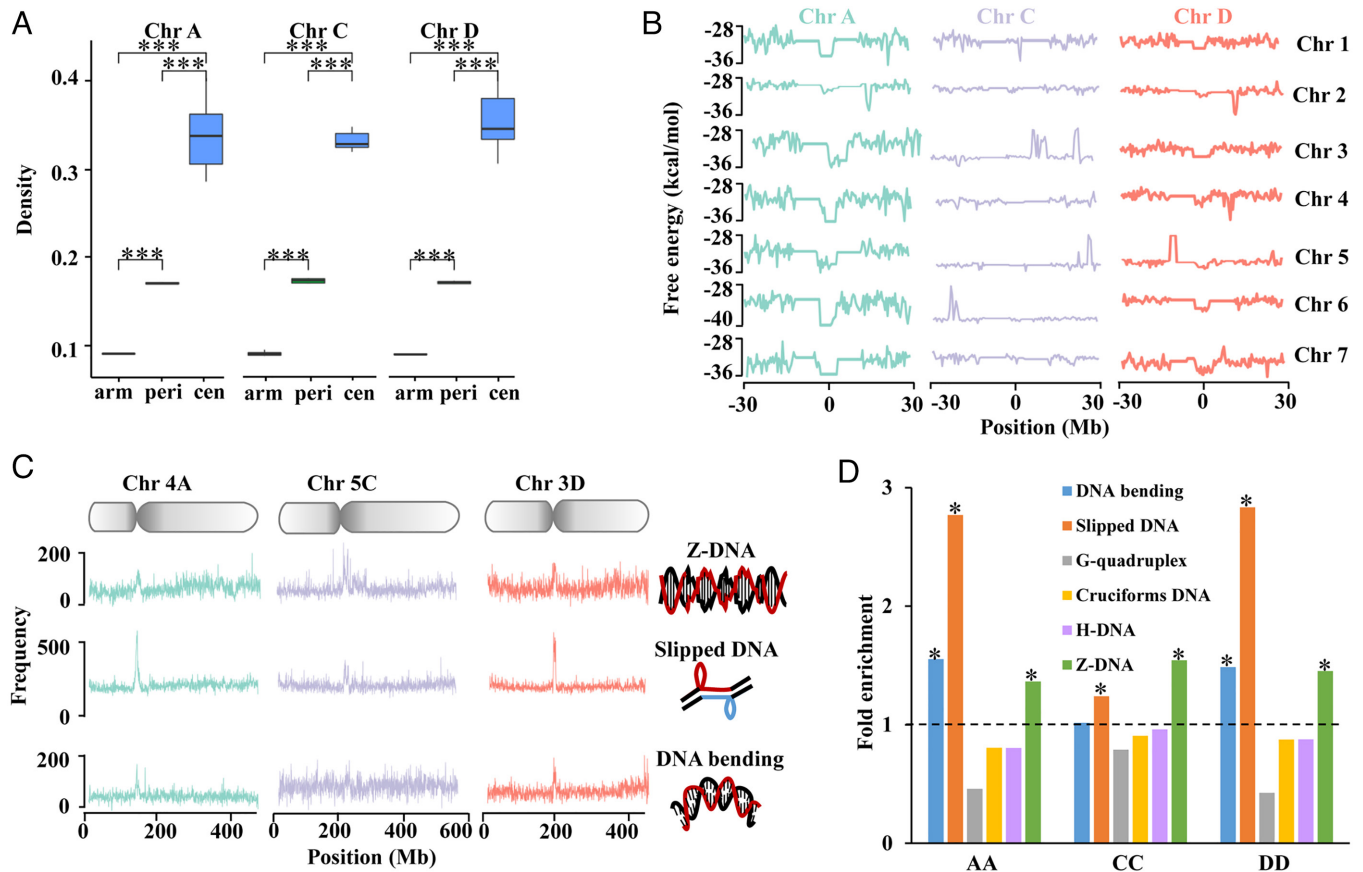 A
Chr A
Chr C
Chr D
***
***
***
***
***
***
***
***
***
Density
0.4
0.3
0.2
0.1
arm peri cen
arm peri cen
arm peri cen
B
Chr A
Chr C
Chr D
Free energy (kcal/mol)
-28
-36
Chr 1
-28
-36
Chr 2
-28
-36
Chr 3
-28
-36
Chr 4
-28
-36
Chr 5
-28
-40
Chr 6
-28
-36
Chr 7
-30 0 30
-30 0 30
-30 0 30
Position (Mb)
C
Chr 4A
Chr 5C
Chr 3D
Frequency
200
0
Z-DNA
500
0
Slipped DNA
200
0
DNA bending
0 200 400
0 200 400 600
0 200 400
Position (Mb)
D
Fold enrichment
3
2
1
0
DNA bending
Slipped DNA
G-quadruplex
Cruciforms DNA
H-DNA
Z-DNA
* * *
* * *
* * *
AA
CC
DD